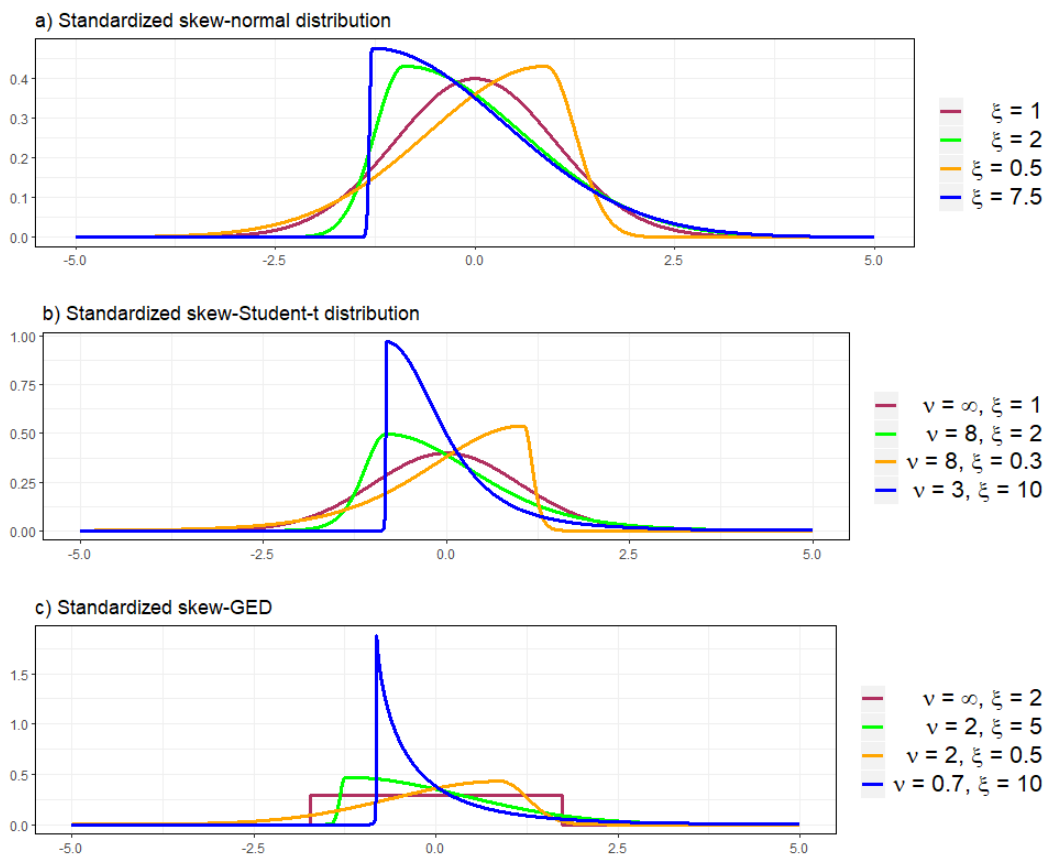 a) Standardized skew-normal distribution
0.4
0.3
0.2
0.1
0.0
-5.0
-2.5
0.0
2.5
5.0
ξ = 1
ξ = 2
ξ = 0.5
ξ = 7.5
b) Standardized skew-Student-t distribution
1.00
0.75
0.50
0.25
0.00
-5.0
-2.5
0.0
2.5
5.0
ν = ∞, ξ = 1
ν = 8, ξ = 2
ν = 8, ξ = 0.3
ν = 3, ξ = 10
c) Standardized skew-GED
1.5
1.0
0.5
0.0
-5.0
-2.5
0.0
2.5
5.0
ν = ∞, ξ = 2
ν = 2, ξ = 5
ν = 2, ξ = 0.5
ν = 0.7, ξ = 10